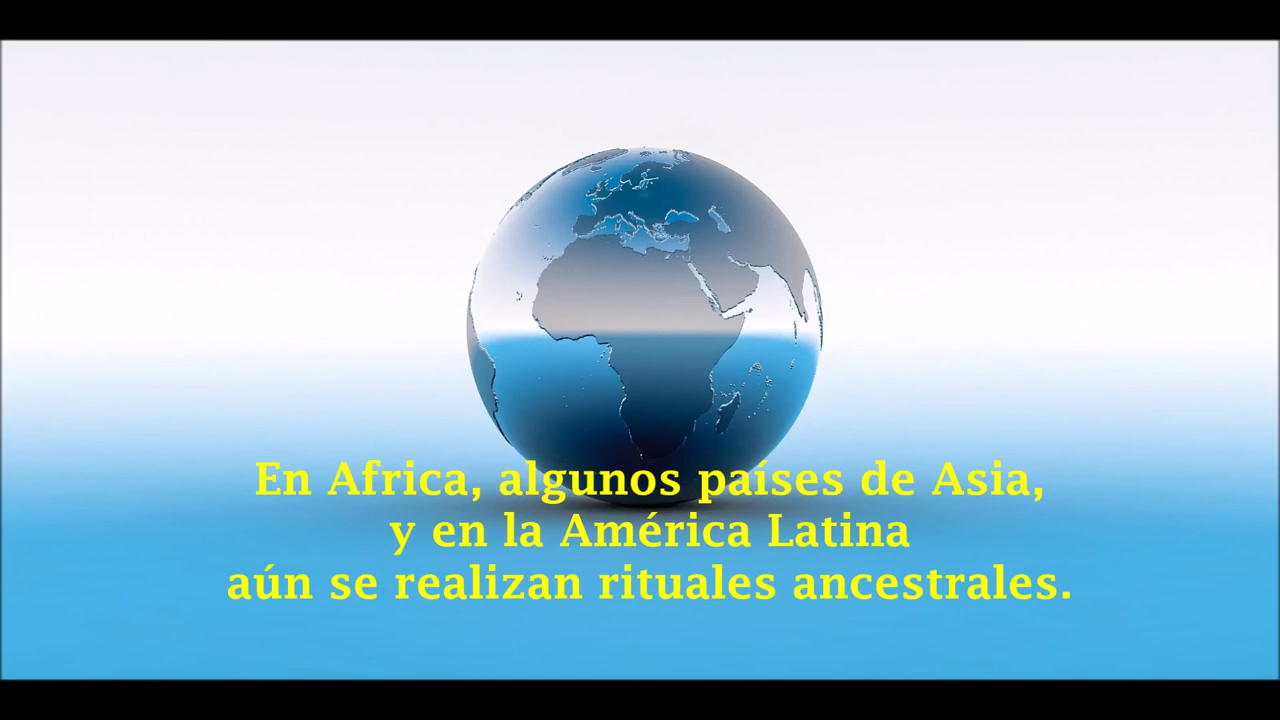 En Africa, algunos países de Asia,
y en la América Latina
aún se realizan rituales ancestrales.